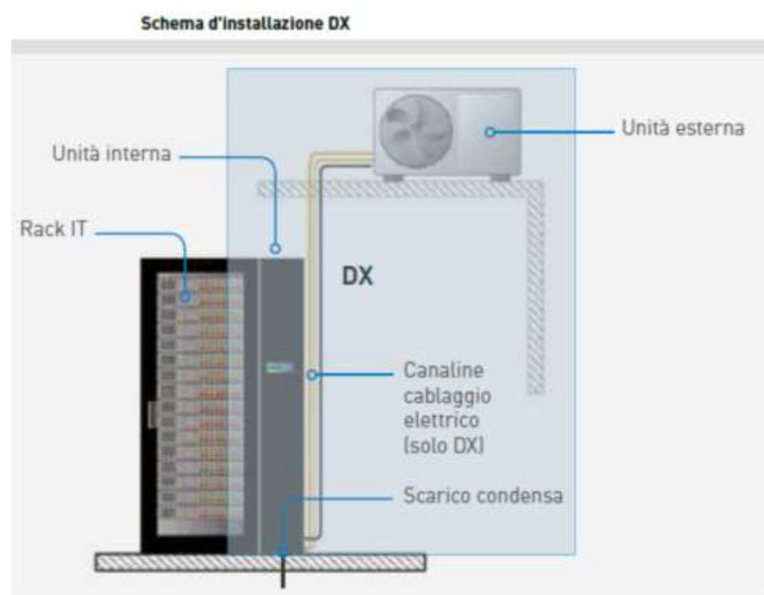 Schema d'installazione DX
Unità esterna
Unità interna
Rack IT
DX
Canaline
cablaggio
elettrico
(solo DX)
Scarico condensa